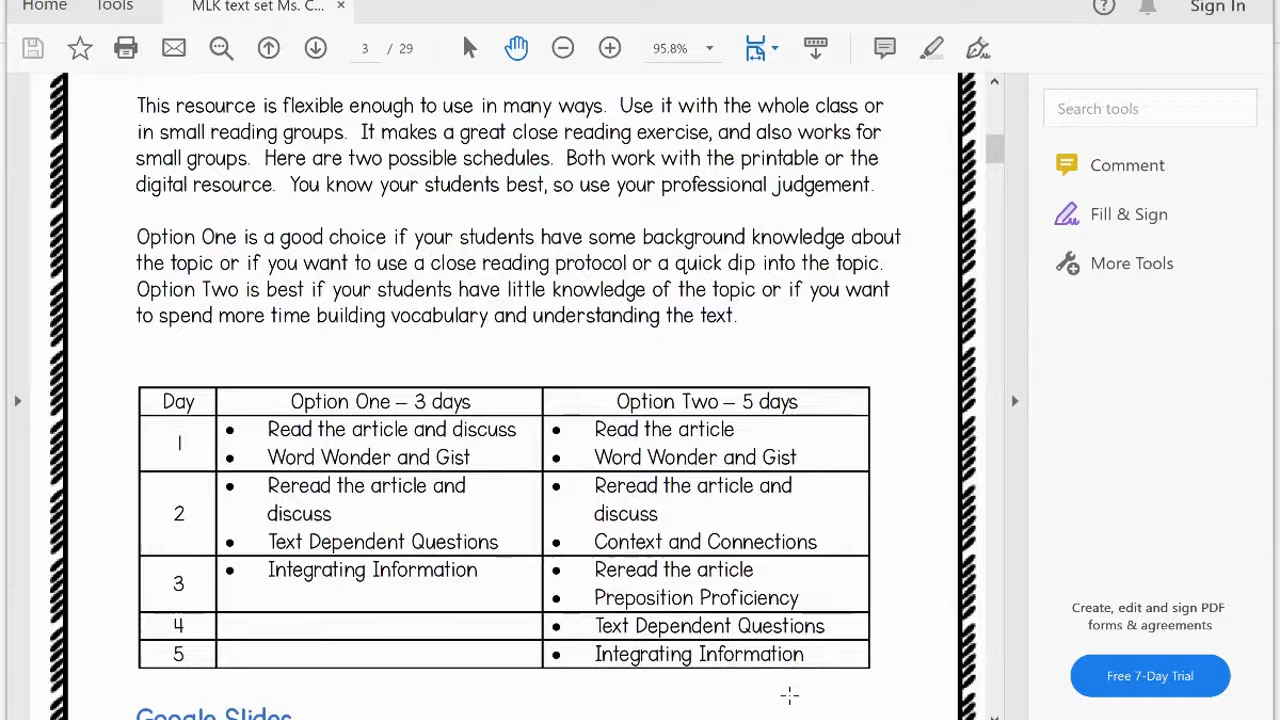 Home Tools MLK text set Ms. C... × Sign In
3 / 29 95.8%
This resource is flexible enough to use in many ways. Use it with the whole class or
in small reading groups. It makes a great close reading exercise, and also works for
small groups. Here are two possible schedules. Both work with the printable or the
digital resource. You know your students best, so use your professional judgement.
Option One is a good choice if your students have some background knowledge about
the topic or if you want to use a close reading protocol or a quick dip into the topic.
Option Two is best if your students have little knowledge of the topic or if you want
to spend more time building vocabulary and understanding the text.
Day Option One – 3 days Option Two – 5 days
1
• Read the article and discuss
• Word Wonder and Gist
• Read the article
• Word Wonder and Gist
2
• Reread the article and
discuss
• Text Dependent Questions
• Reread the article and
discuss
• Context and Connections
3
• Integrating Information
• Reread the article
• Preposition Proficiency
4
• Text Dependent Questions
5
• Integrating Information
Google Slides
Search tools
Comment
Fill & Sign
More Tools
Create, edit and sign PDF
forms & agreements
Free 7-Day Trial